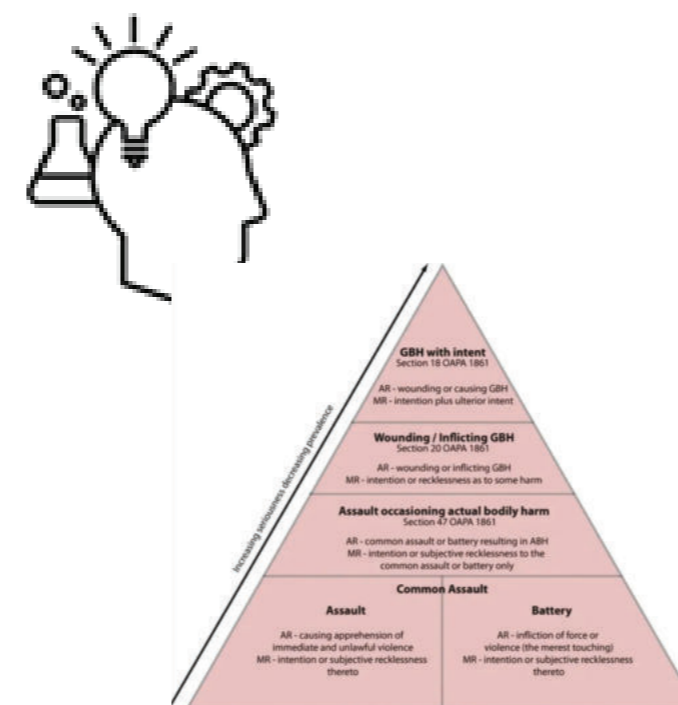 GBH with intent
Section 18 OAPA 1861
AR - wounding or causing GBH
MR - intention plus ulterior intent
Wounding / Inflicting GBH
Section 20 OAPA 1861
AR - wounding or inflicting GBH
MR - intention or recklessness as to some harm
Assault occasioning actual bodily harm
Section 47 OAPA 1861
AR - common assault or battery resulting in ABH
MR - intention or subjective recklessness to the
common assault or battery only
Common Assault
Assault
AR - causing apprehension of
immediate and unlawful violence
MR - intention or subjective recklessness
thereto
Battery
AR - infliction of force or
violence (the merest touching)
MR - intention or subjective recklessness
thereto
Increasing seriousness decreasing prevalence